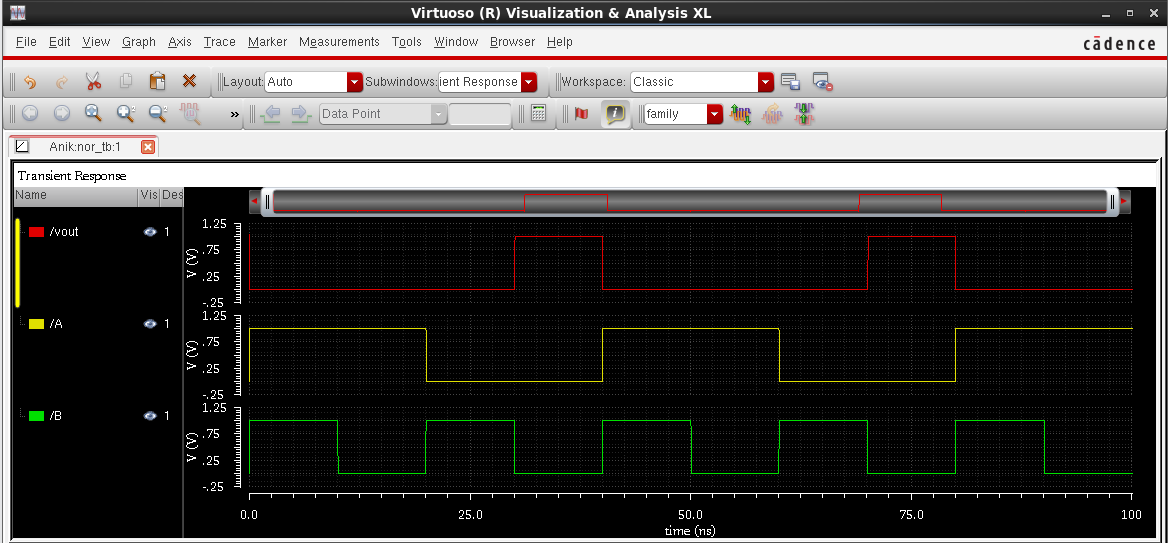 Virtuoso (R) Visualization & Analysis XL
File Edit View Graph Axis Trace Marker Measurements Tools Window Browser Help
cādence
Layout: Auto Subwindows: ient Response Workspace: Classic
» Data Point family
Anik:nor_tb:1
Transient Response
Name Vis Des
/vout 1
V (V)
1.25
.75
.25
-.25
/A 1
V (V)
1.25
.75
.25
-.25
/B 1
V (V)
1.25
.75
.25
-.25
0.0 25.0 50.0 75.0 100
time (ns)